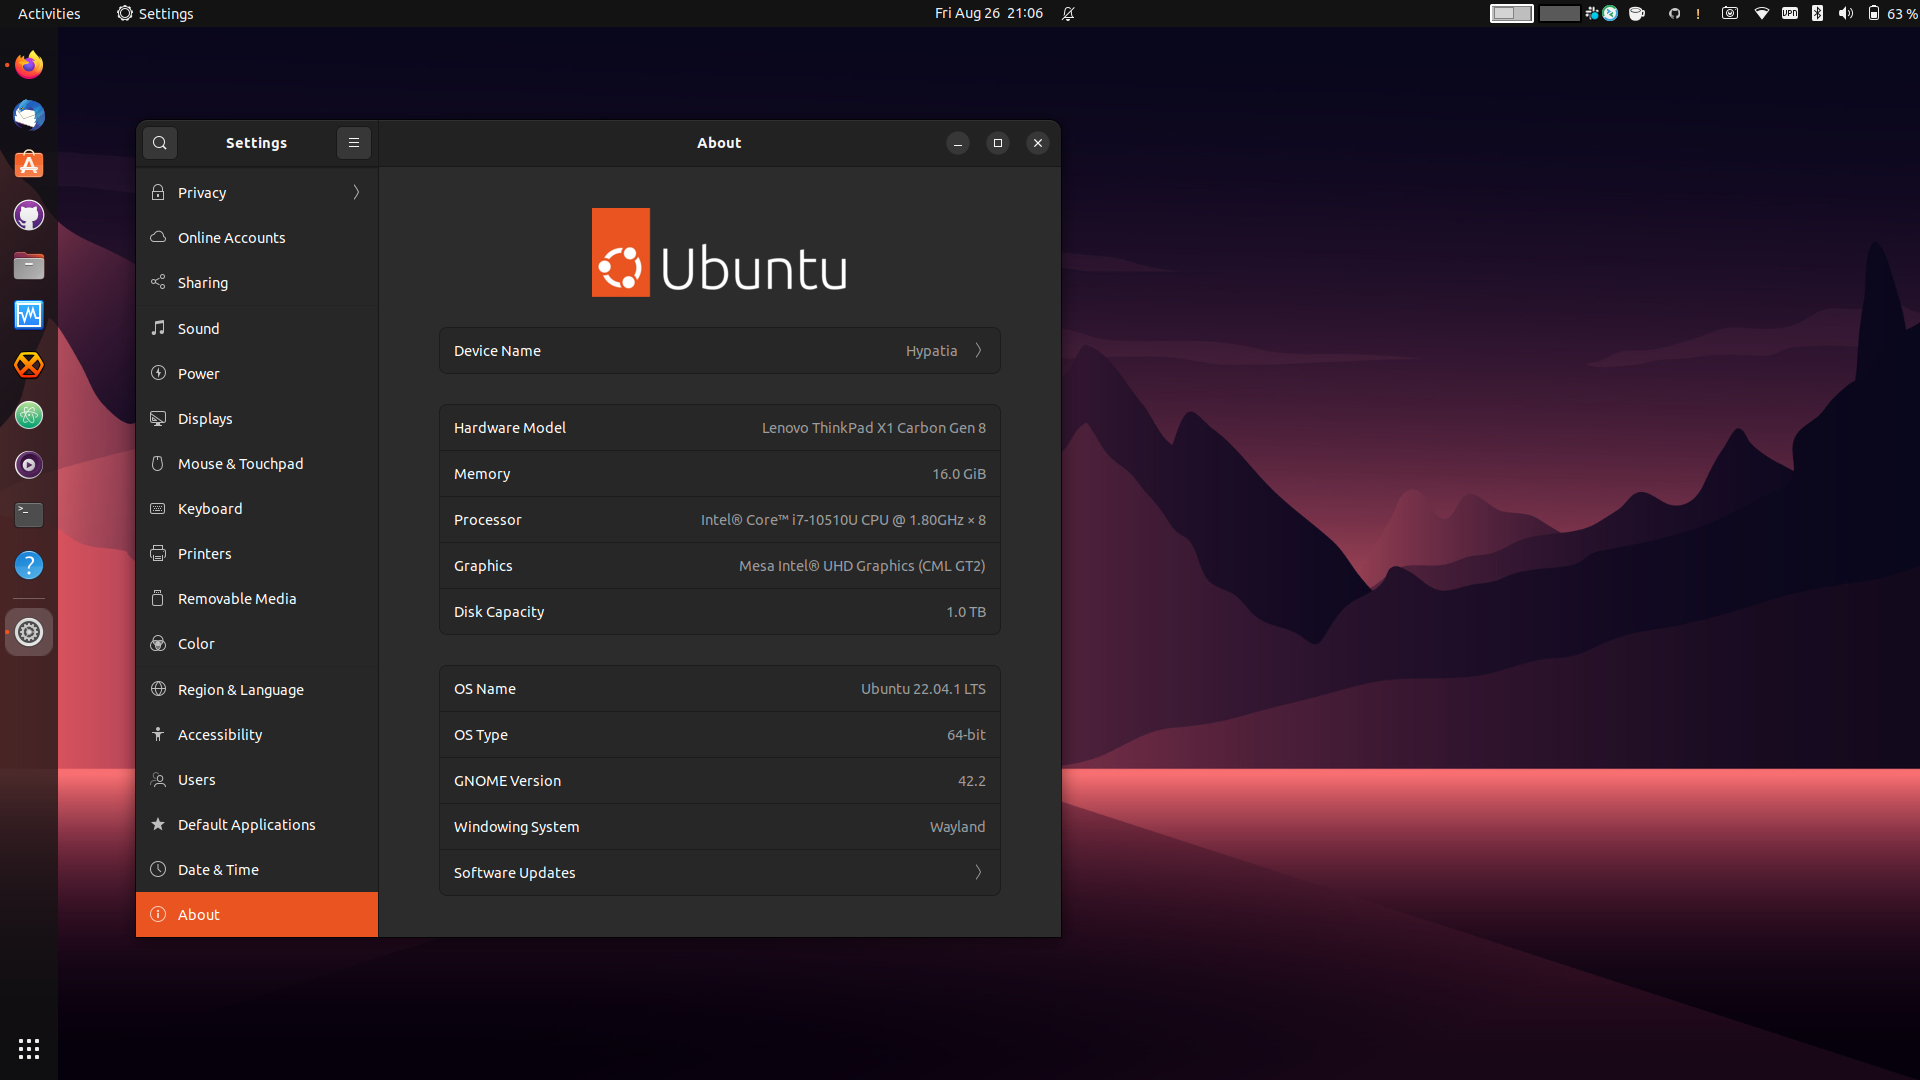 Activities
Settings
Fri Aug 26 21:06
VPN
63 %
Settings
About
Privacy
Online Accounts
Sharing
Sound
Power
Displays
Mouse & Touchpad
Keyboard
Printers
Removable Media
Color
Region & Language
Accessibility
Users
Default Applications
Date & Time
About
Ubuntu
Device Name Hypatia
Hardware Model Lenovo ThinkPad X1 Carbon Gen 8
Memory 16.0 GiB
Processor Intel® Core™ i7-10510U CPU @ 1.80GHz × 8
Graphics Mesa Intel® UHD Graphics (CML GT2)
Disk Capacity 1.0 TB
OS Name Ubuntu 22.04.1 LTS
OS Type 64-bit
GNOME Version 42.2
Windowing System Wayland
Software Updates